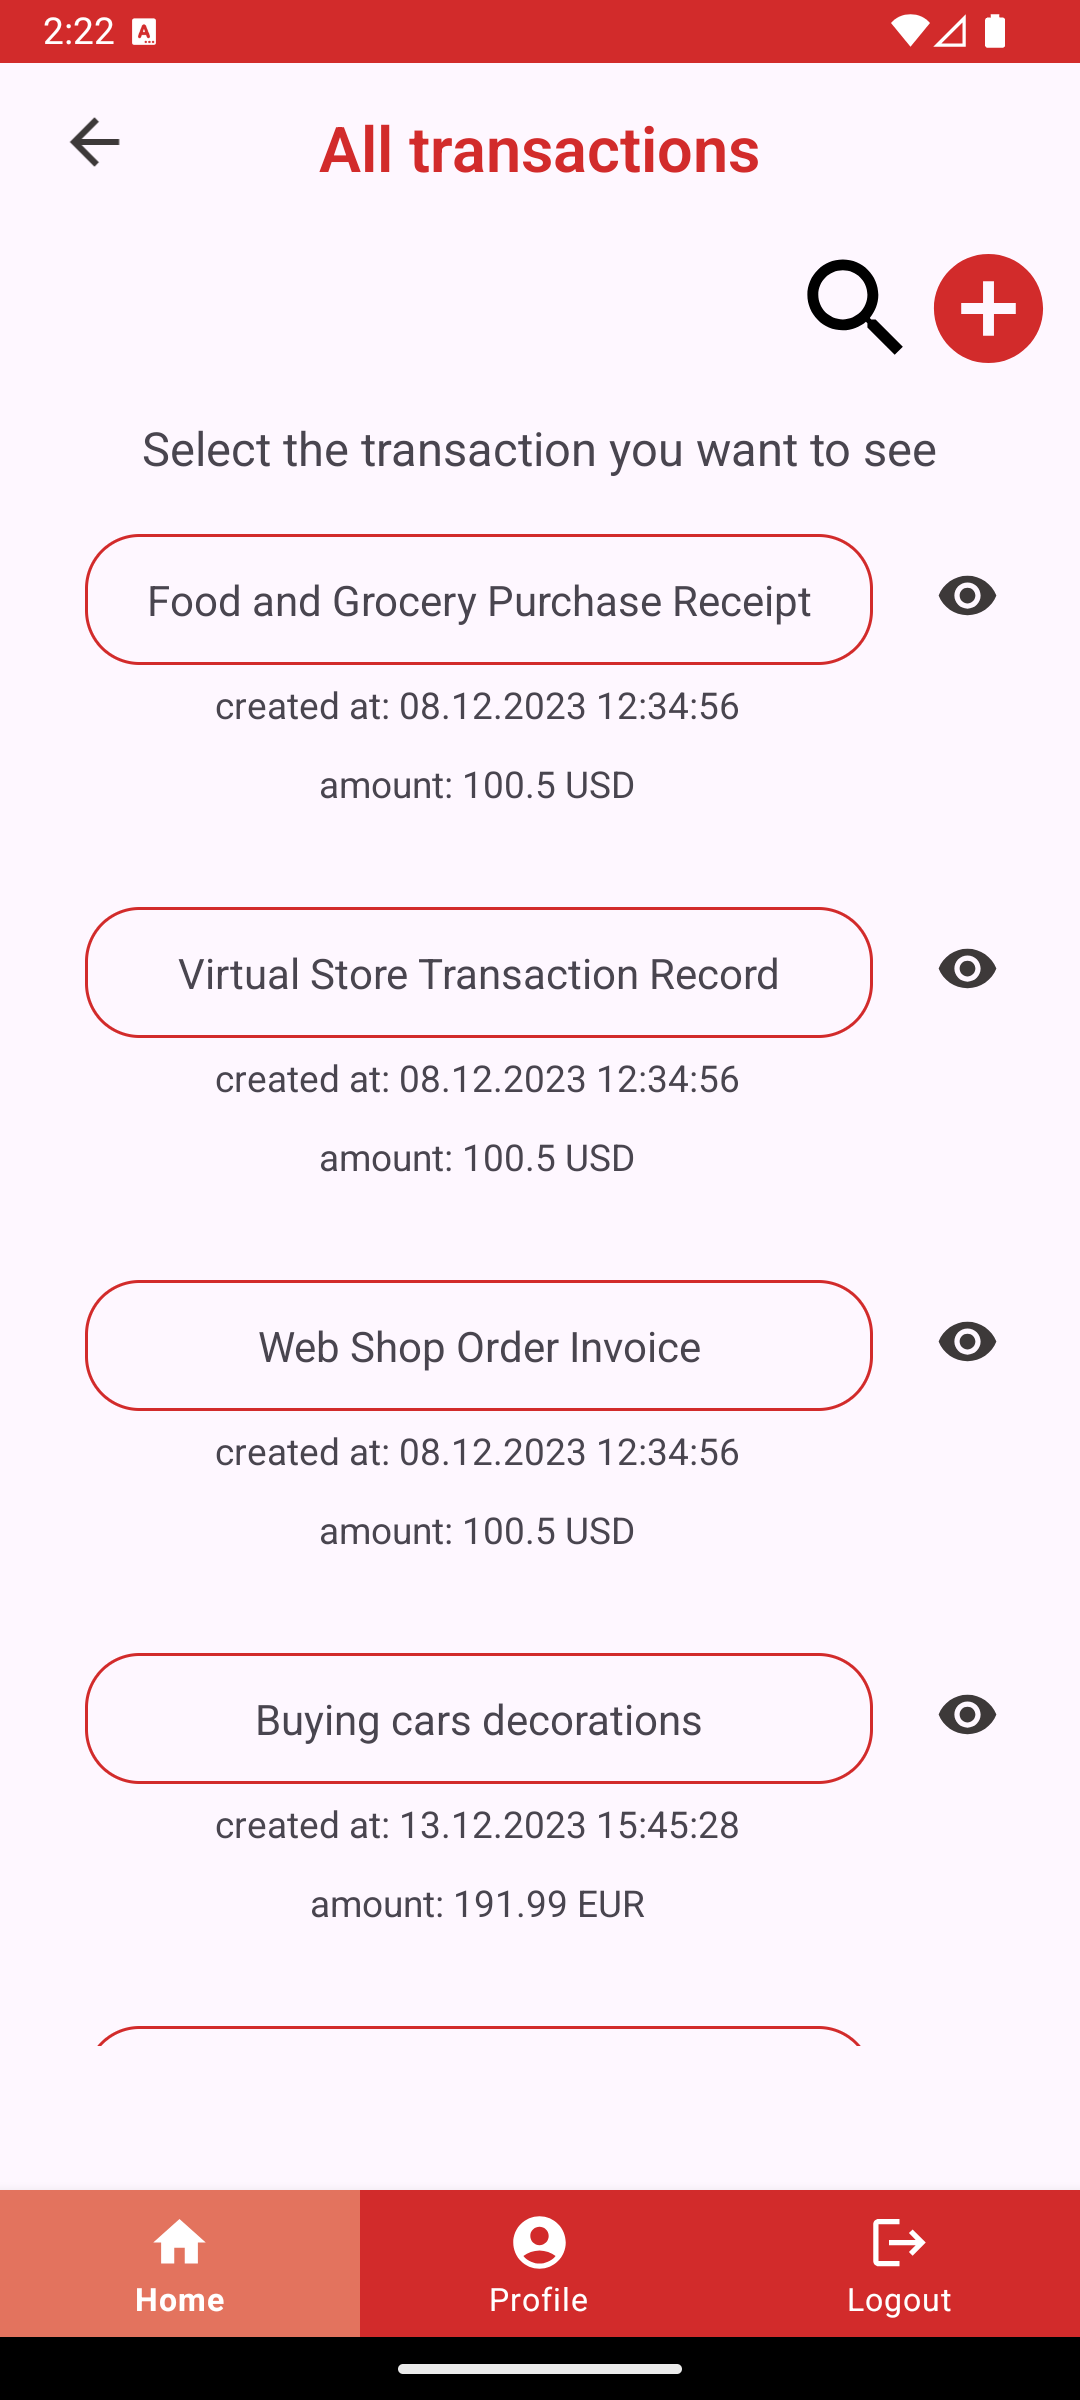 2:22
All transactions
Select the transaction you want to see
Food and Grocery Purchase Receipt
created at: 08.12.2023 12:34:56
amount: 100.5 USD
Virtual Store Transaction Record
created at: 08.12.2023 12:34:56
amount: 100.5 USD
Web Shop Order Invoice
created at: 08.12.2023 12:34:56
amount: 100.5 USD
Buying cars decorations
created at: 13.12.2023 15:45:28
amount: 191.99 EUR
Home
Profile
Logout